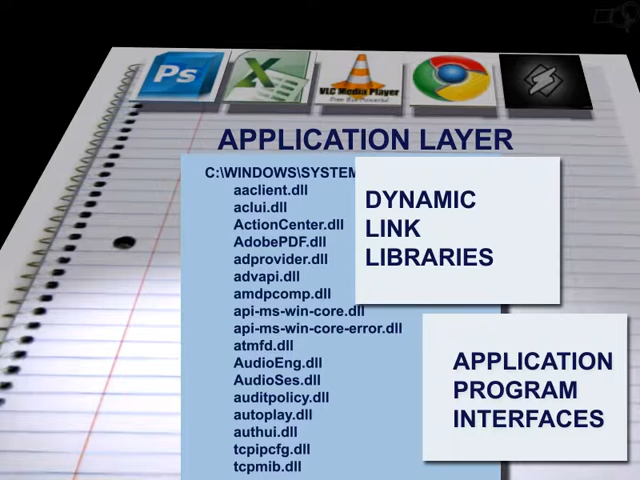 Ps
X
VLC Media Player
APPLICATION LAYER
C:\WINDOWS\SYSTEM
aaclient.dll
aclui.dll
ActionCenter.dll
AdobePDF.dll
adprovider.dll
advapi.dll
amdpcomp.dll
api-ms-win-core.dll
api-ms-win-core-error.dll
atmfd.dll
AudioEng.dll
AudioSes.dll
auditpolicy.dll
autoplay.dll
authui.dll
tcpipcfg.dll
tcpmib.dll
DYNAMIC
LINK
LIBRARIES
APPLICATION
PROGRAM
INTERFACES